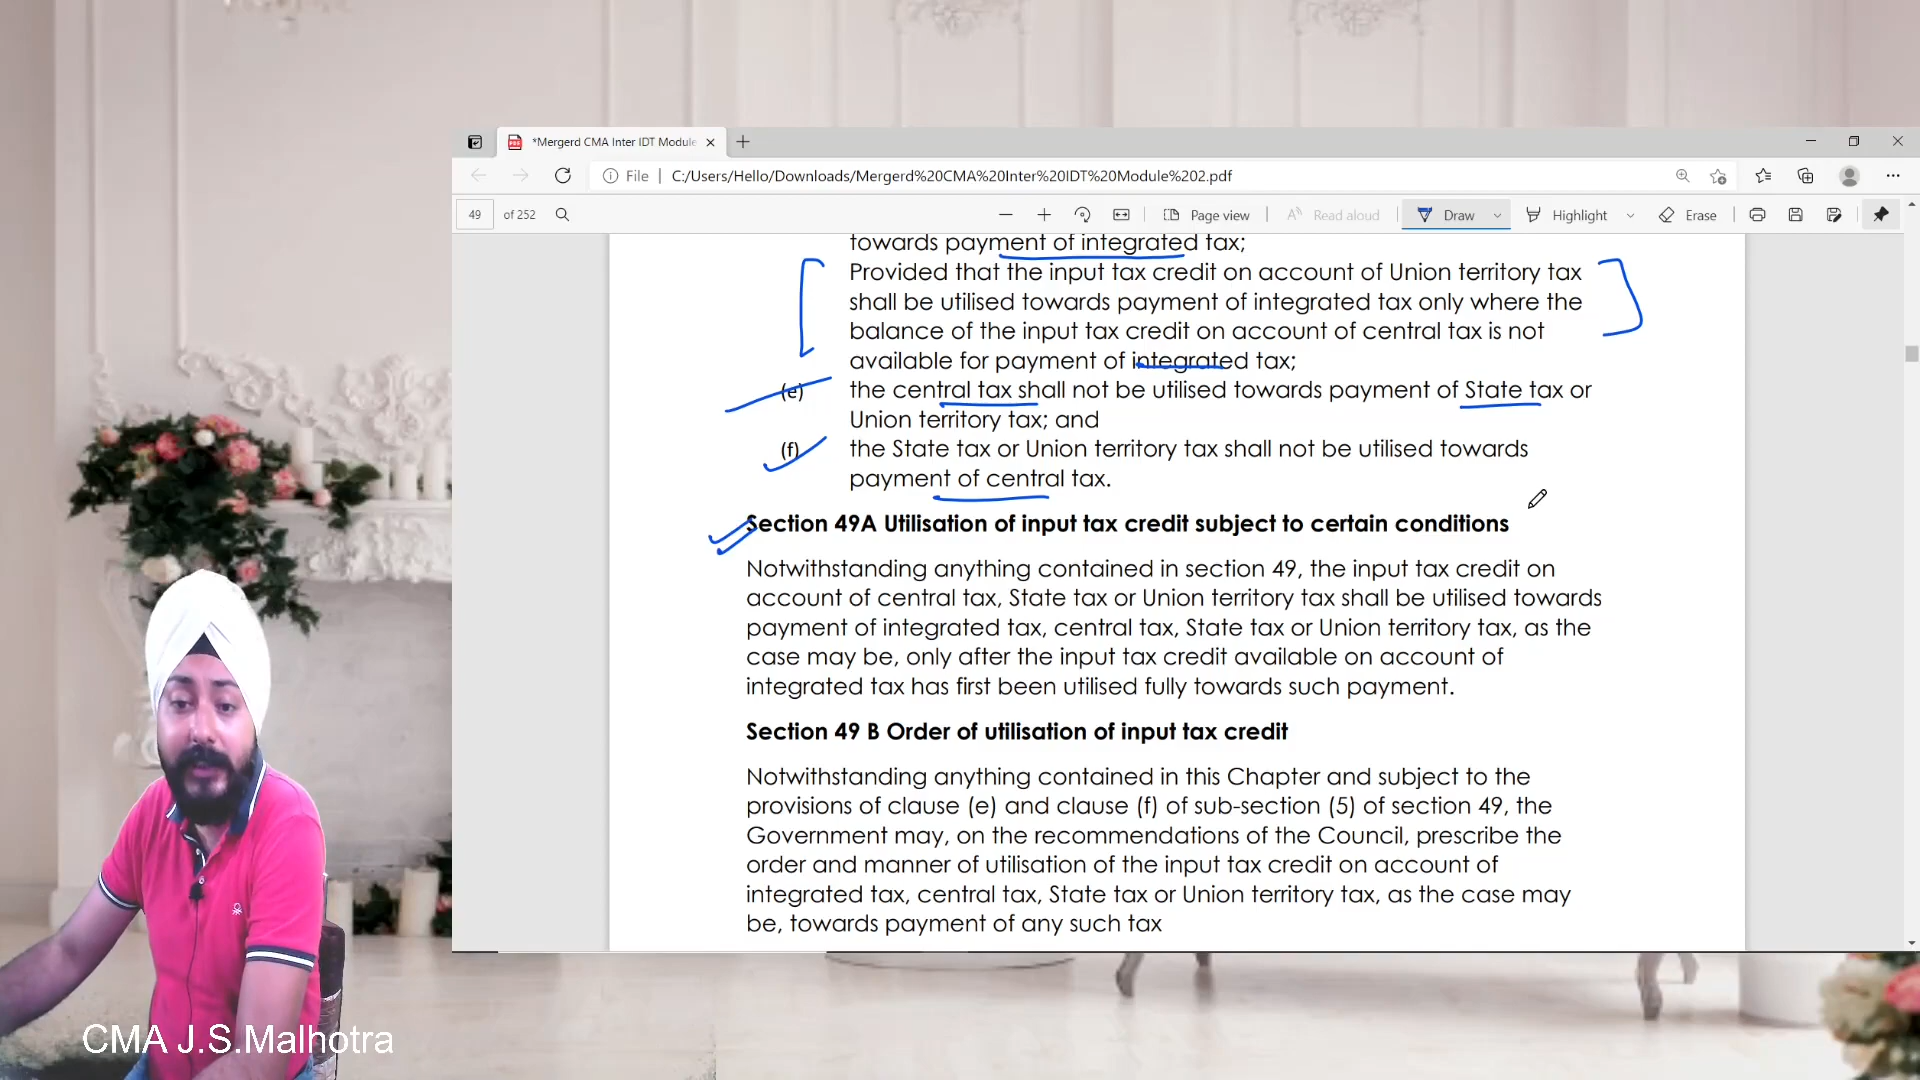 *Mergerd CMA Inter IDT Module
File | C:/Users/Hello/Downloads/Mergerd%20CMA%20Inter%20IDT%20Module%202.pdf
49 of 252 Page view Read aloud Draw Highlight Erase
towards payment of integrated tax;
Provided that the input tax credit on account of Union territory tax
shall be utilised towards payment of integrated tax only where the
balance of the input tax credit on account of central tax is not
available for payment of integrated tax;
(e) the central tax shall not be utilised towards payment of State tax or
Union territory tax; and
(f) the State tax or Union territory tax shall not be utilised towards
payment of central tax.
Section 49A Utilisation of input tax credit subject to certain conditions
Notwithstanding anything contained in section 49, the input tax credit on
account of central tax, State tax or Union territory tax shall be utilised towards
payment of integrated tax, central tax, State tax or Union territory tax, as the
case may be, only after the input tax credit available on account of
integrated tax has first been utilised fully towards such payment.
Section 49 B Order of utilisation of input tax credit
Notwithstanding anything contained in this Chapter and subject to the
provisions of clause (e) and clause (f) of sub-section (5) of section 49, the
Government may, on the recommendations of the Council, prescribe the
order and manner of utilisation of the input tax credit on account of
integrated tax, central tax, State tax or Union territory tax, as the case may
be, towards payment of any such tax
CMA J.S.Malhotra